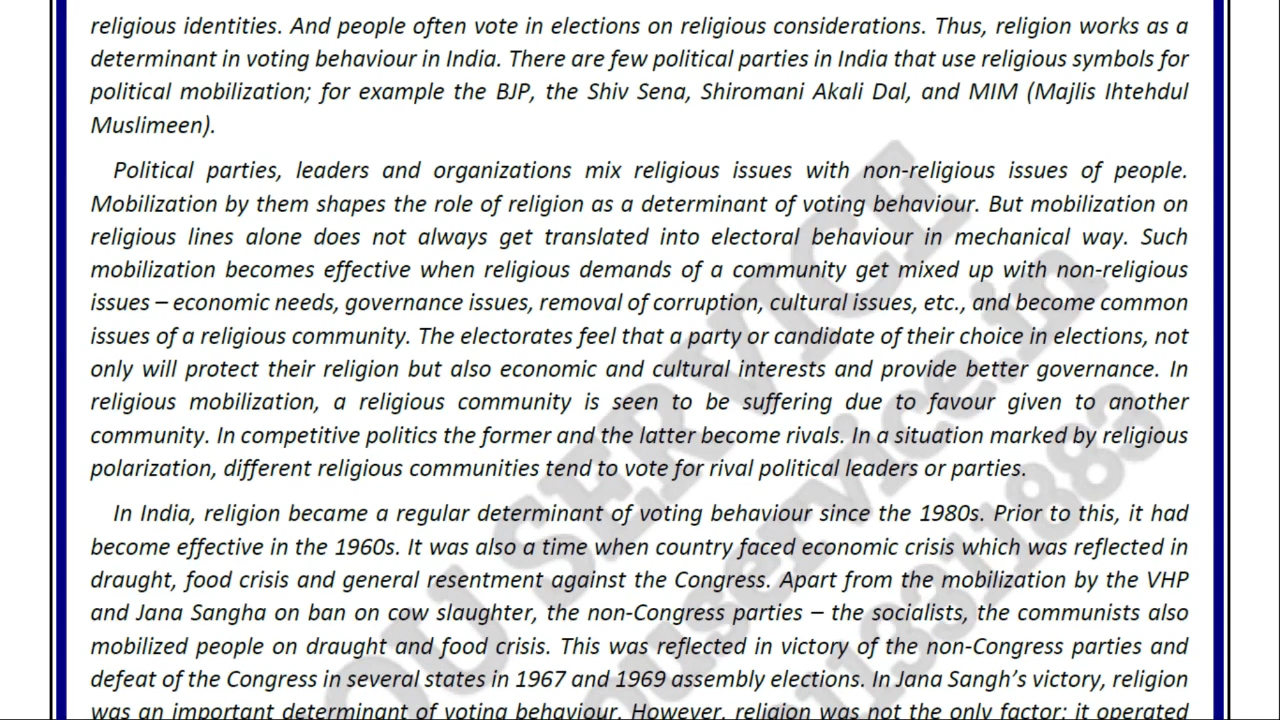 religious identities. And people often vote in elections on religious considerations. Thus, religion works as a
determinant in voting behaviour in India. There are few political parties in India that use religious symbols for
political mobilization; for example the BJP, the Shiv Sena, Shiromani Akali Dal, and MIM (Majlis Ihtehdul
Muslimeen).
Political parties, leaders and organizations mix religious issues with non-religious issues of people.
Mobilization by them shapes the role of religion as a determinant of voting behaviour. But mobilization on
religious lines alone does not always get translated into electoral behaviour in mechanical way. Such
mobilization becomes effective when religious demands of a community get mixed up with non-religious
issues – economic needs, governance issues, removal of corruption, cultural issues, etc., and become common
issues of a religious community. The electorates feel that a party or candidate of their choice in elections, not
only will protect their religion but also economic and cultural interests and provide better governance. In
religious mobilization, a religious community is seen to be suffering due to favour given to another
community. In competitive politics the former and the latter become rivals. In a situation marked by religious
polarization, different religious communities tend to vote for rival political leaders or parties.
In India, religion became a regular determinant of voting behaviour since the 1980s. Prior to this, it had
become effective in the 1960s. It was also a time when country faced economic crisis which was reflected in
draught, food crisis and general resentment against the Congress. Apart from the mobilization by the VHP
and Jana Sangha on ban on cow slaughter, the non-Congress parties – the socialists, the communists also
mobilized people on draught and food crisis. This was reflected in victory of the non-Congress parties and
defeat of the Congress in several states in 1967 and 1969 assembly elections. In Jana Sangh's victory, religion
was an important determinant of voting behaviour. However, religion was not the only factor; it operated
OU SERVICE
ouservice.in